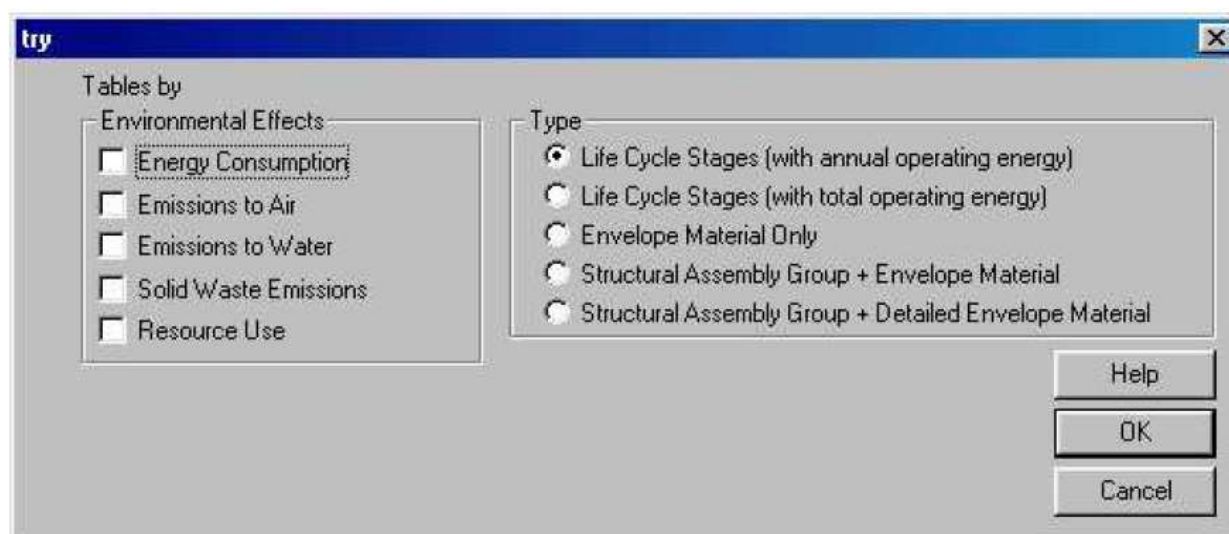 try
Tables by
Environmental Effects
Energy Consumption
Emissions to Air
Emissions to Water
Solid Waste Emissions
Resource Use
Type
Life Cycle Stages (with annual operating energy)
Life Cycle Stages (with total operating energy)
Envelope Material Only
Structural Assembly Group + Envelope Material
Structural Assembly Group + Detailed Envelope Material
Help
OK
Cancel